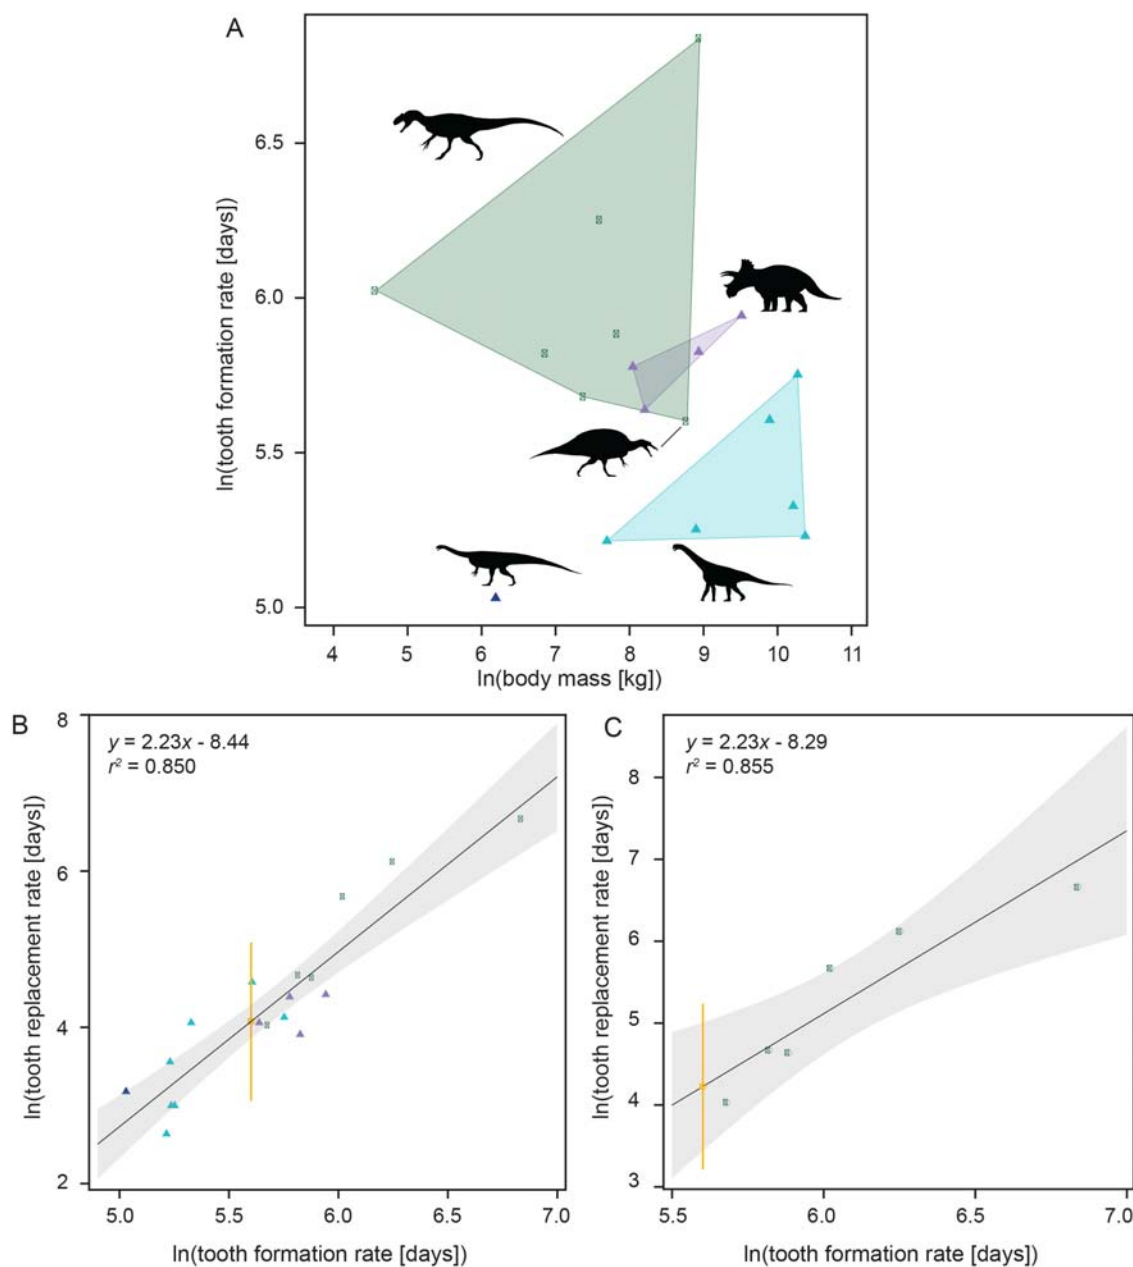 A
ln(tooth formation rate [days])
6.5
6.0
5.5
5.0
4 5 6 7 8 9 10 11
ln(body mass [kg])
B
y = 2.23x - 8.44
r² = 0.850
ln(tooth replacement rate [days])
8
6
4
2
5.0 5.5 6.0 6.5 7.0
ln(tooth formation rate [days])
C
y = 2.23x - 8.29
r² = 0.855
ln(tooth replacement rate [days])
8
7
6
5
4
3
5.5 6.0 6.5 7.0
ln(tooth formation rate [days])